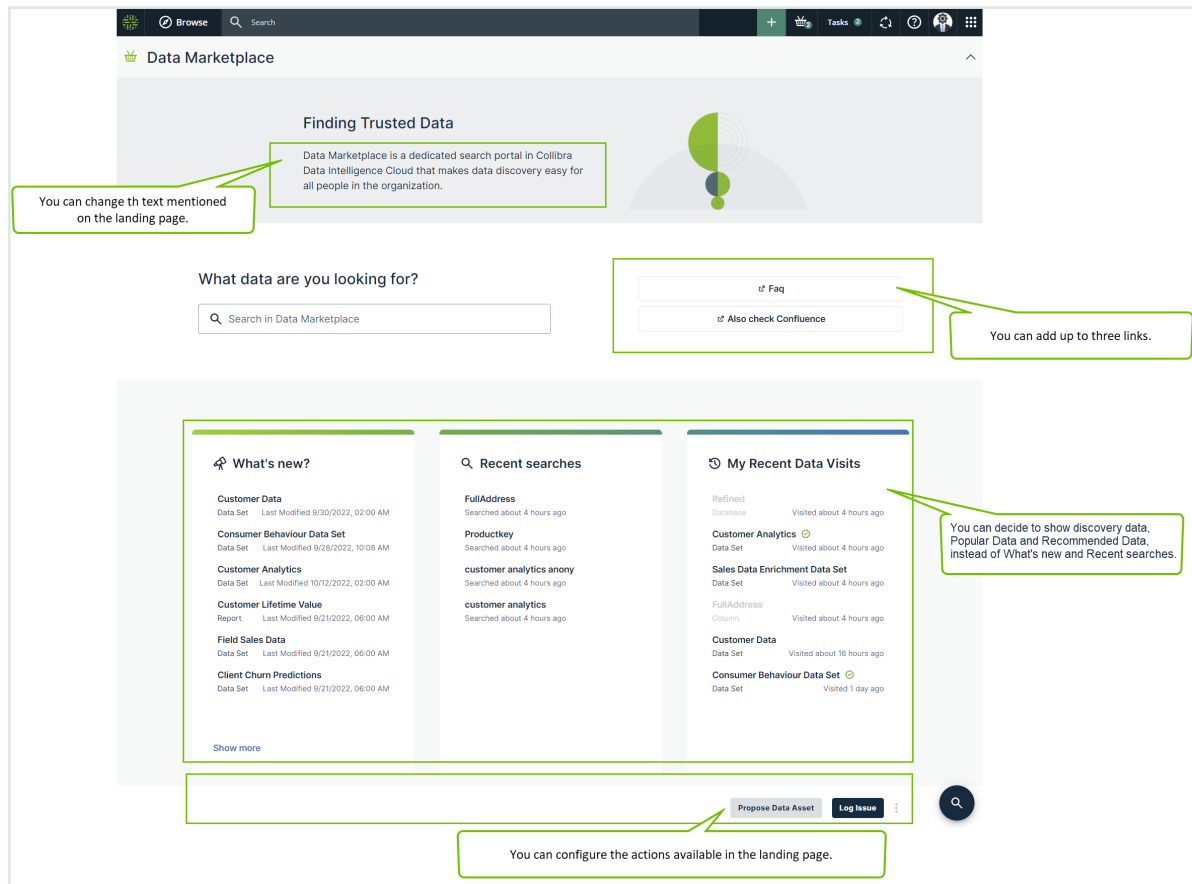 Browse
Search
2
Tasks 2
Data Marketplace
Finding Trusted Data
Data Marketplace is a dedicated search portal in Collibra
Data Intelligence Cloud that makes data discovery easy for
all people in the organization.
You can change th text mentioned
on the landing page.
What data are you looking for?
Search in Data Marketplace
Faq
Also check Confluence
You can add up to three links.
What's new?
Customer Data
Data Set Last Modified 9/30/2022, 02:00 AM
Consumer Behaviour Data Set
Data Set Last Modified 9/28/2022, 10:08 AM
Customer Analytics
Data Set Last Modified 10/12/2022, 02:00 AM
Customer Lifetime Value
Report Last Modified 9/21/2022, 06:00 AM
Field Sales Data
Data Set Last Modified 9/21/2022, 06:00 AM
Client Churn Predictions
Data Set Last Modified 9/21/2022, 06:00 AM
Show more
Recent searches
FullAddress
Searched about 4 hours ago
Productkey
Searched about 4 hours ago
customer analytics anony
Searched about 4 hours ago
customer analytics
Searched about 4 hours ago
My Recent Data Visits
Refined
Database Visited about 4 hours ago
Customer Analytics
Data Set Visited about 4 hours ago
Sales Data Enrichment Data Set
Data Set Visited about 4 hours ago
FullAddress
Column Visited about 4 hours ago
Customer Data
Data Set Visited about 16 hours ago
Consumer Behaviour Data Set
Data Set Visited 1 day ago
You can decide to show discovery data,
Popular Data and Recommended Data,
instead of What's new and Recent searches.
Propose Data Asset
Log Issue
You can configure the actions available in the landing page.